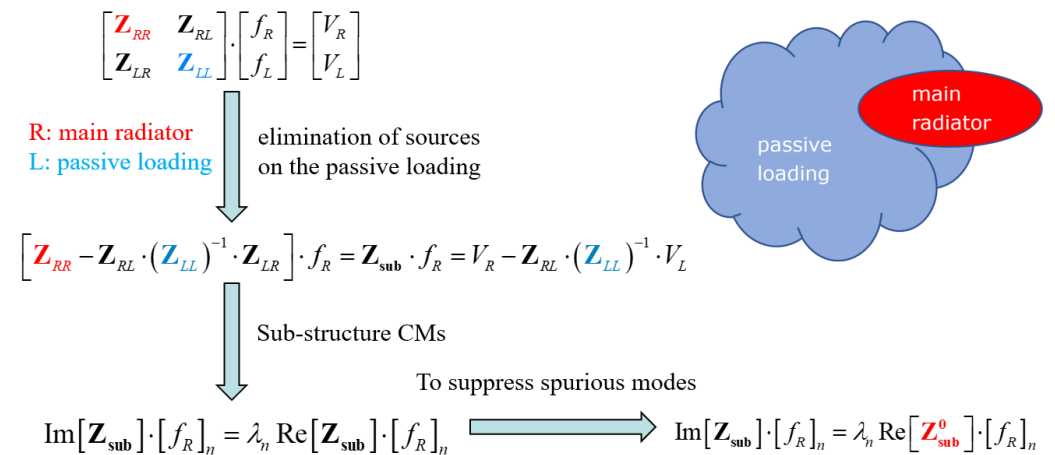 [Z_RR Z_RL; Z_LR Z_LL] · [f_R; f_L] = [V_R; V_L]
R: main radiator
L: passive loading
elimination of sources
on the passive loading
main
radiator
passive
loading
[Z_RR − Z_RL · (Z_LL)⁻¹ · Z_LR] · f_R = Z_sub · f_R = V_R − Z_RL · (Z_LL)⁻¹ · V_L
Sub-structure CMs
To suppress spurious modes
Im[Z_sub] · [f_R]_n = λ_n Re[Z_sub] · [f_R]_n
Im[Z_sub] · [f_R]_n = λ_n Re[Z⁰_sub] · [f_R]_n